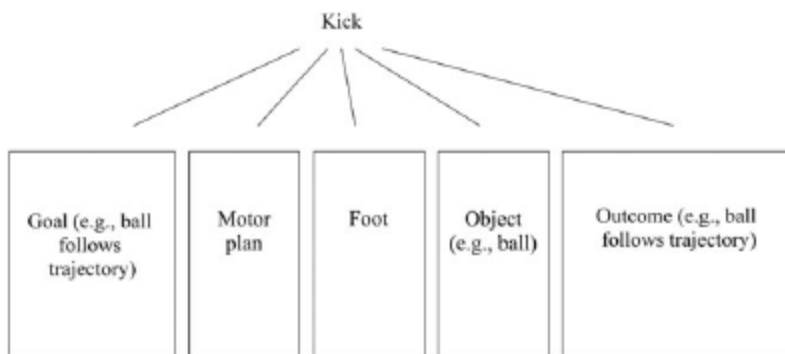 Kick
Goal (e.g., ball
follows
trajectory)
Motor
plan
Foot
Object
(e.g., ball)
Outcome (e.g., ball
follows trajectory)